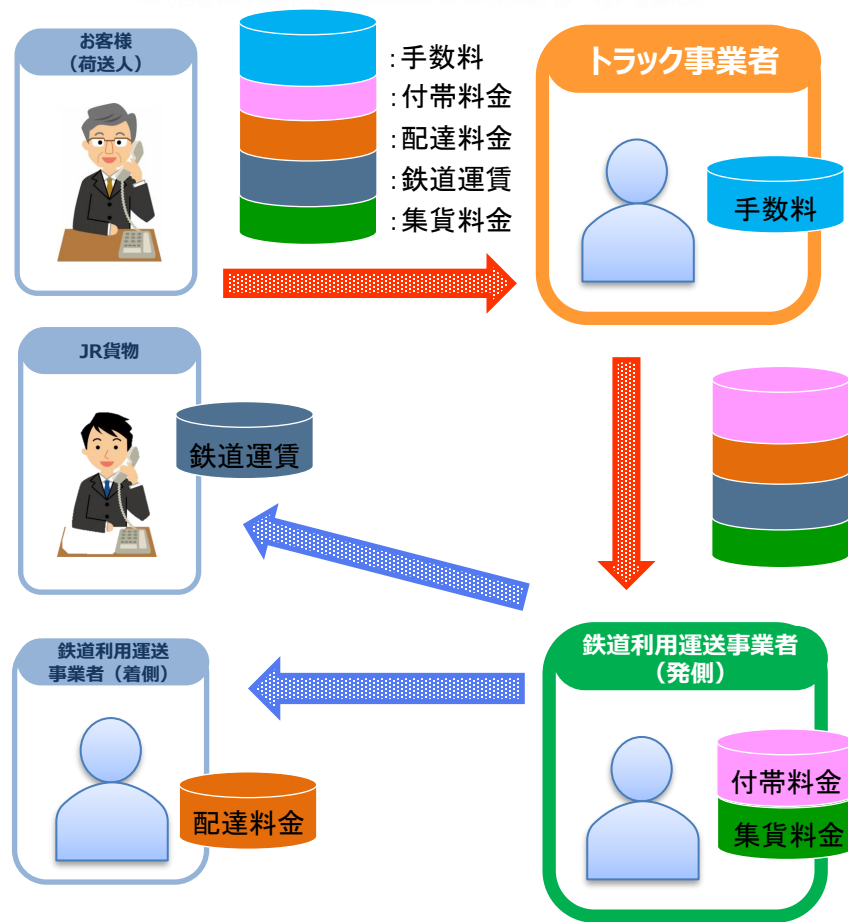 お客様
（荷送人）
：手数料
：付帯料金
：配達料金
：鉄道運賃
：集貨料金
トラック事業者
手数料
JR貨物
鉄道運賃
鉄道利用運送
事業者（着側）
配達料金
鉄道利用運送事業者
（発側）
付帯料金
集貨料金